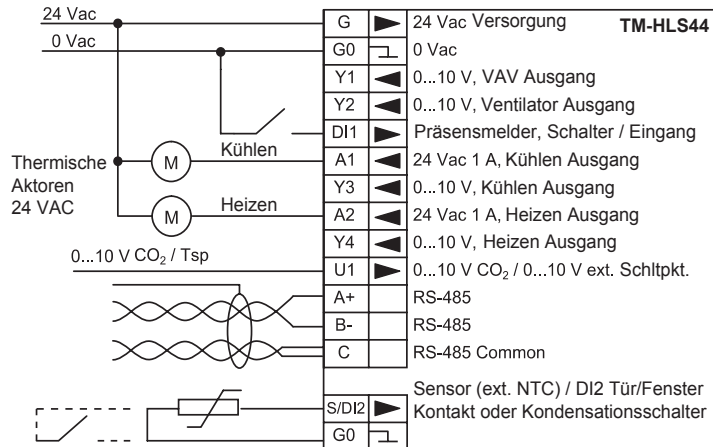 24 Vac
G
24 Vac Versorgung
TM-HLS44
0 Vac
G0
0 Vac
Y1
0...10 V, VAV Ausgang
Y2
0...10 V, Ventilator Ausgang
DI1
Präsensmelder, Schalter / Eingang
Thermische
Aktoren
24 VAC
M
Kühlen
A1
24 Vac 1 A, Kühlen Ausgang
Y3
0...10 V, Kühlen Ausgang
M
Heizen
A2
24 Vac 1 A, Heizen Ausgang
Y4
0...10 V, Heizen Ausgang
0...10 V CO₂ / Tsp
U1
0...10 V CO₂ / 0...10 V ext. Schltpkt.
A+
RS-485
B-
RS-485
C
RS-485 Common
S/DI2
Sensor (ext. NTC) / DI2 Tür/Fenster
Kontakt oder Kondensationsschalter
G0